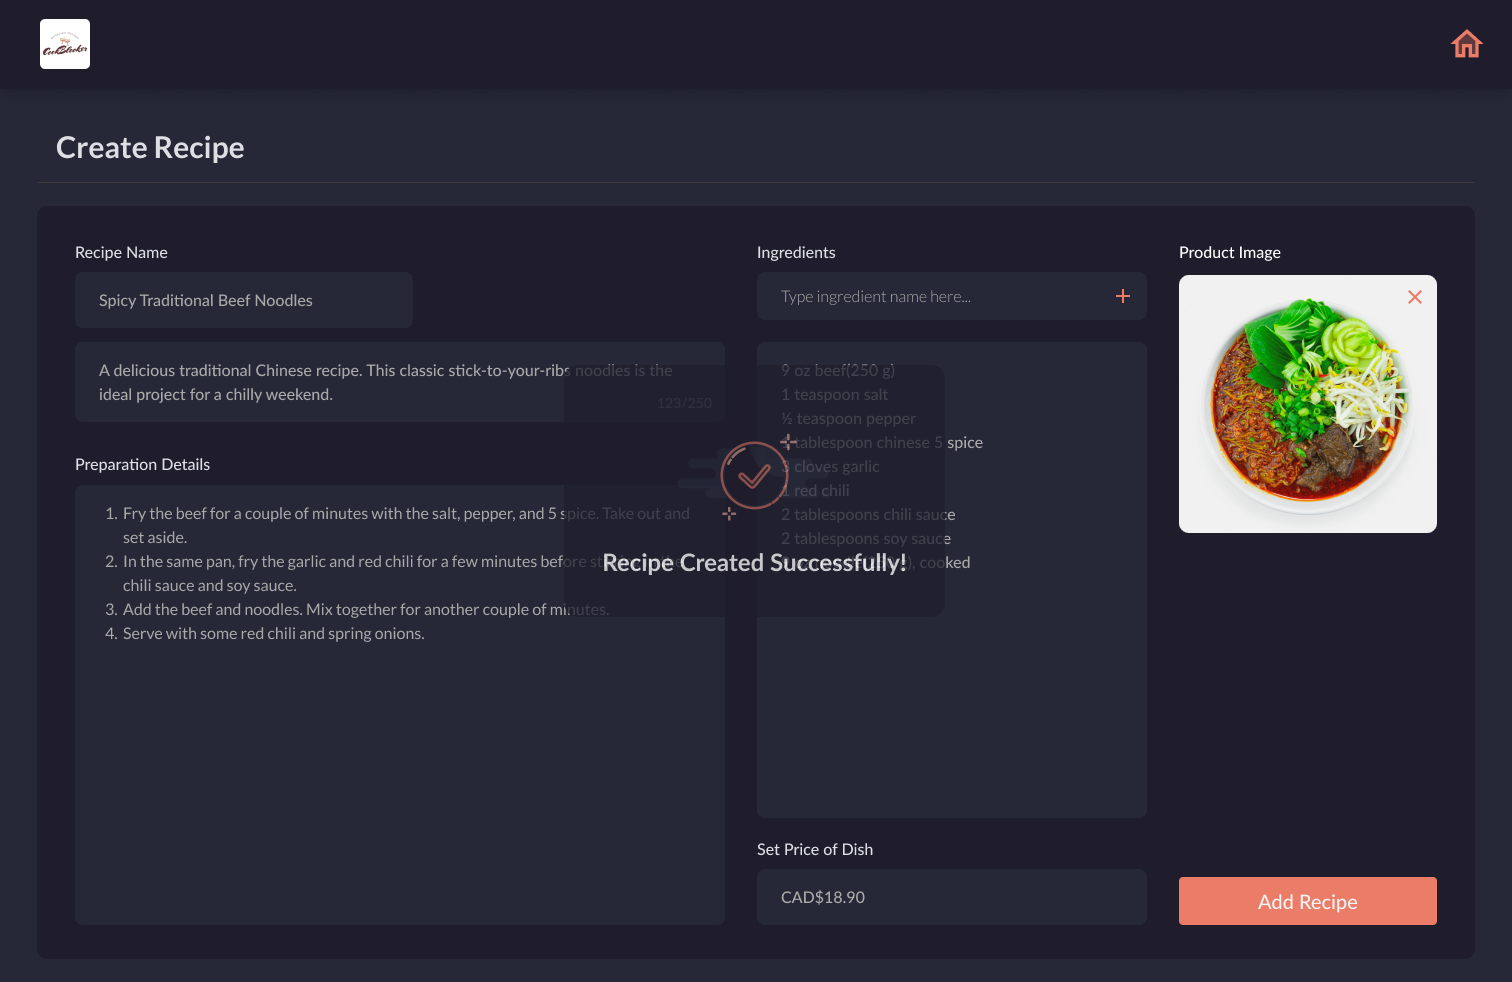 CookBlocker
Create Recipe
Recipe Name
Spicy Traditional Beef Noodles
A delicious traditional Chinese recipe. This classic stick-to-your-ribs noodles is the
ideal project for a chilly weekend.
123/250
Preparation Details
1. Fry the beef for a couple of minutes with the salt, pepper, and 5 spice. Take out and
set aside.
2. In the same pan, fry the garlic and red chili for a few minutes before the
chili sauce and soy sauce.
3. Add the beef and noodles. Mix together for another couple of minutes.
4. Serve with some red chili and spring onions.
Ingredients
Type ingredient name here...
9 oz beef(250 g)
1 teaspoon salt
½ teaspoon pepper
tablespoon chinese 5 spice
3 cloves garlic
1 red chili
2 tablespoons chili sauce
2 tablespoons soy sauce
cooked
Recipe Created Successfully!
Set Price of Dish
CAD$18.90
Product Image
Add Recipe